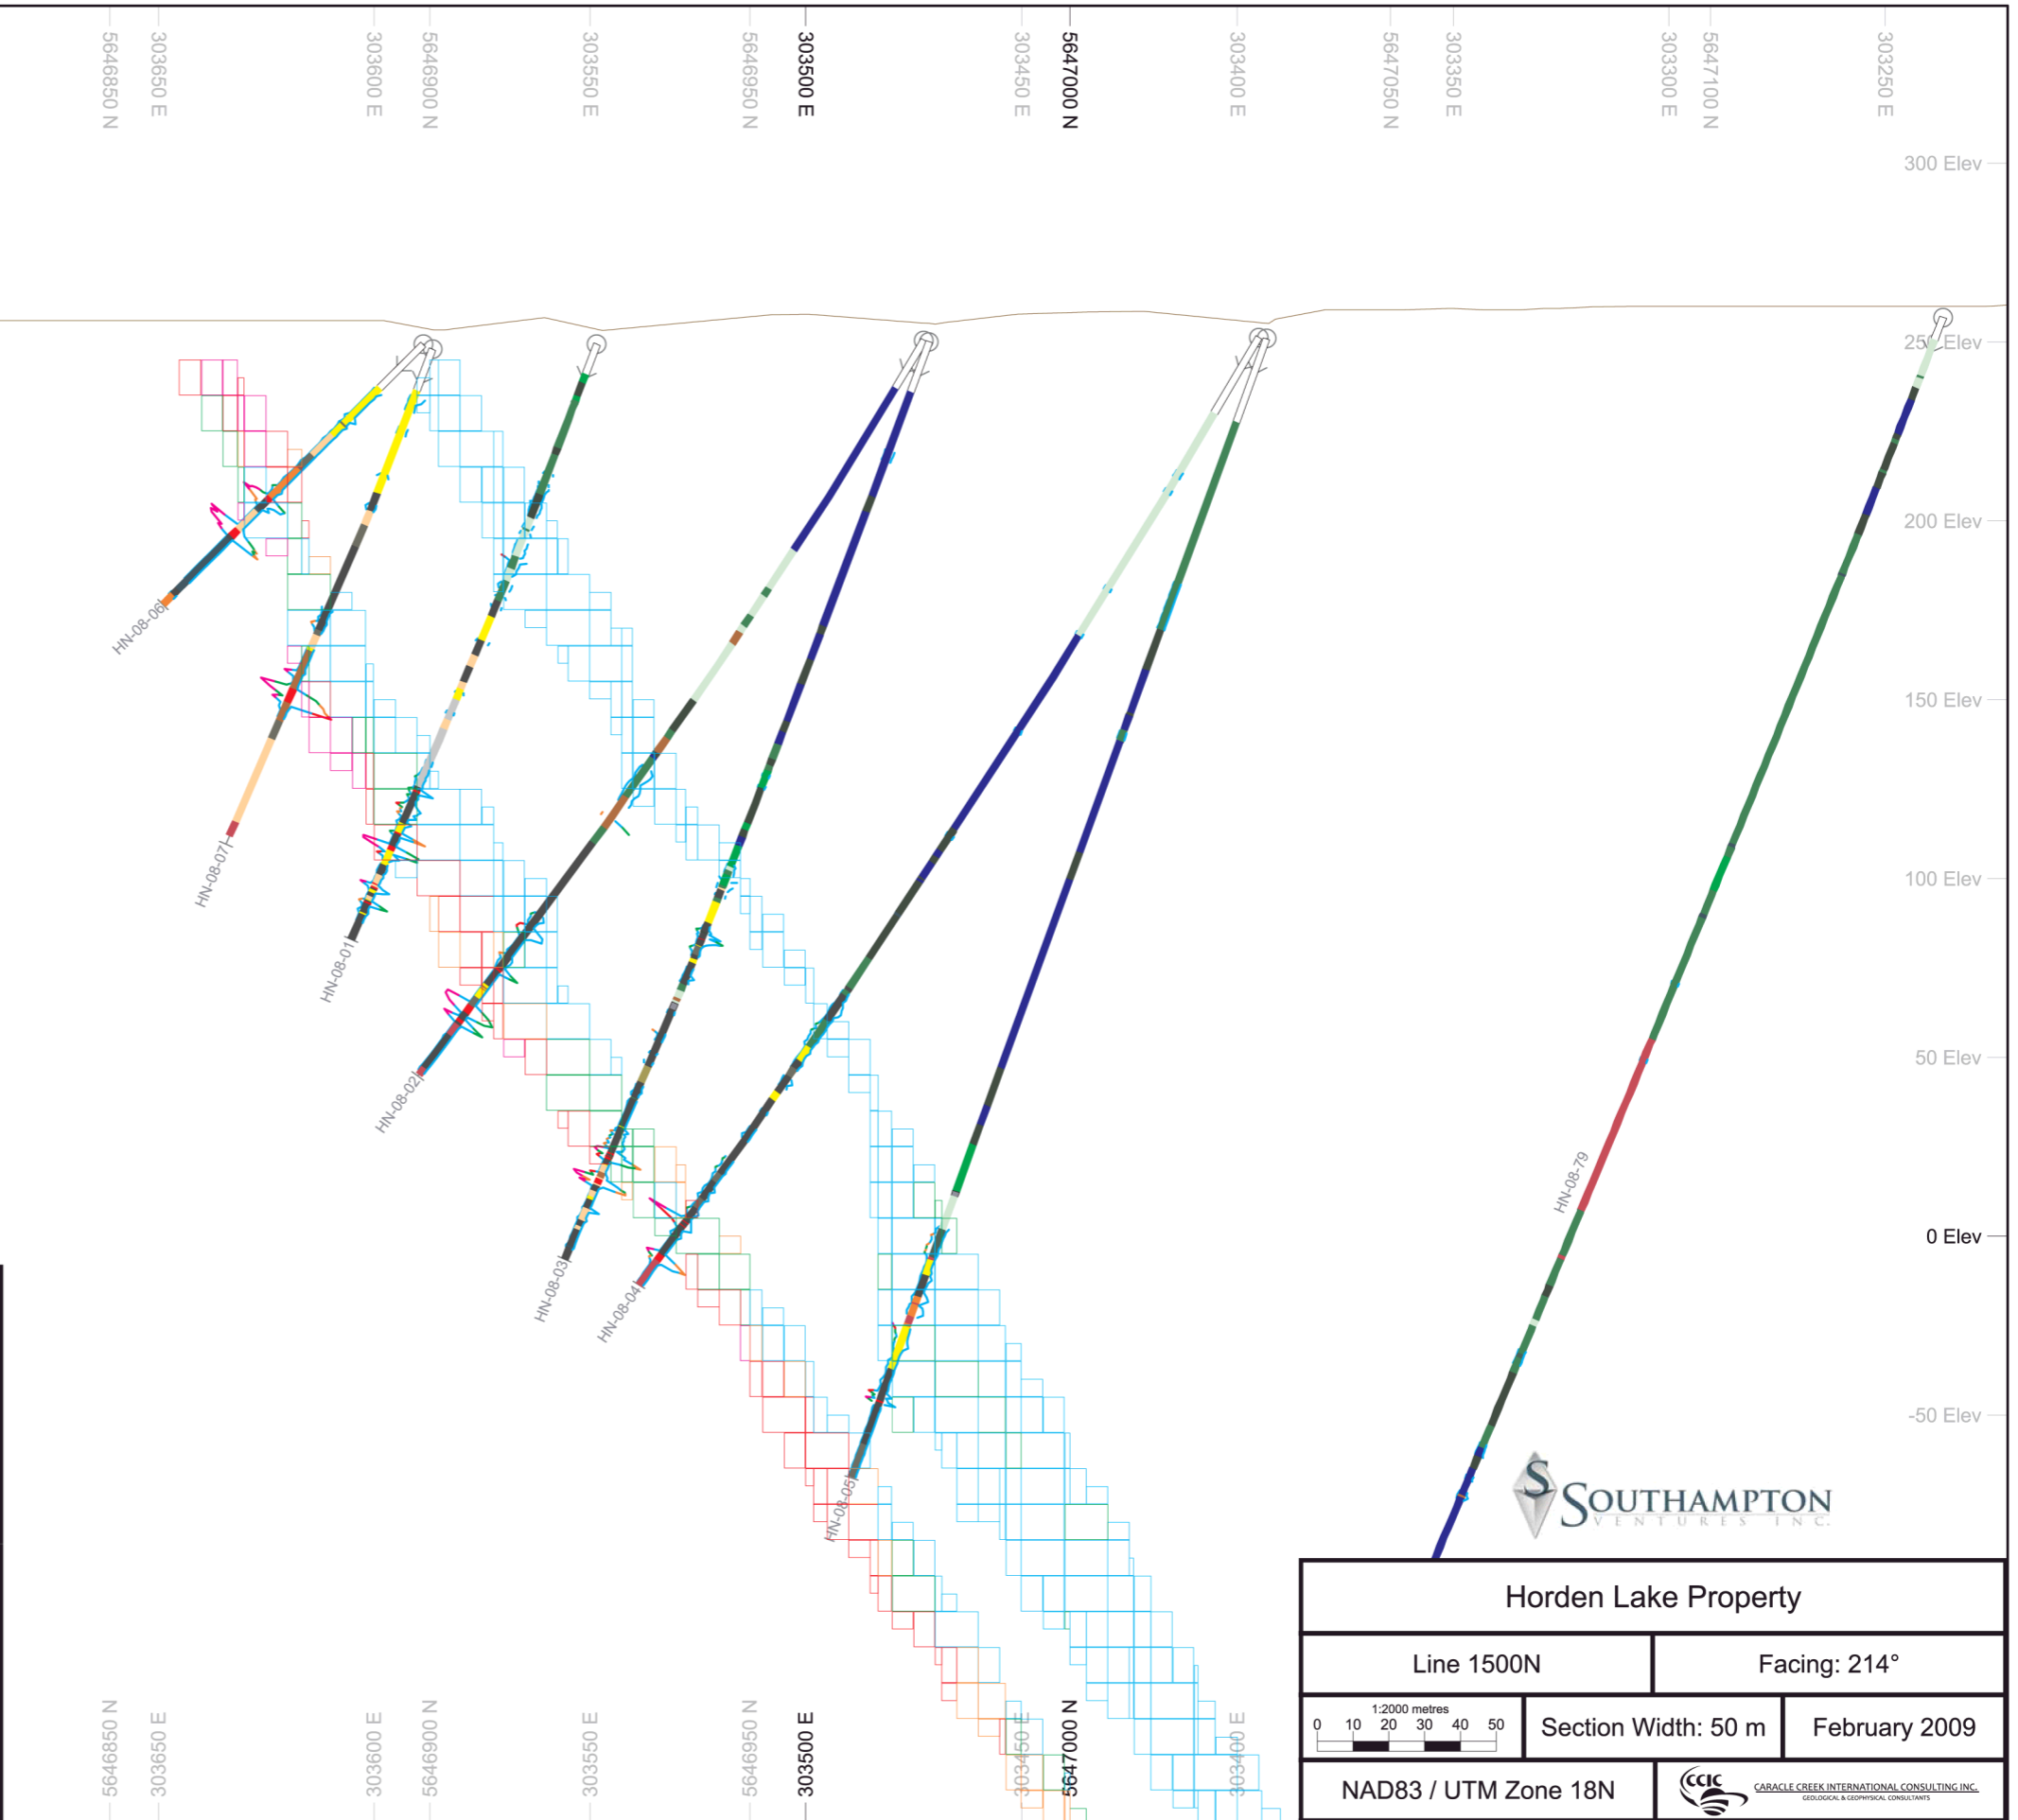 5646850 N
303650 E
303600 E
5646900 N
303550 E
5646950 N
303500 E
303450 E
5647000 N
303400 E
5647050 N
303350 E
303300 E
5647100 N
303250 E
300 Elev
250 Elev
200 Elev
150 Elev
100 Elev
50 Elev
0 Elev
-50 Elev
HN-08-06
HN-08-07
HN-08-01
HN-08-02
HN-08-03
HN-08-04
HN-08-05
HN-08-79
S
SOUTHAMPTON
VENTURES INC.
Horden Lake Property
Line 1500N
Facing: 214°
1:2000 metres
0 10 20 30 40 50
Section Width: 50 m
February 2009
NAD83 / UTM Zone 18N
CCIC
CARACLE CREEK INTERNATIONAL CONSULTING INC.
GEOLOGICAL & GEOPHYSICAL CONSULTANTS
5646850 N
303650 E
303600 E
5646900 N
303550 E
5646950 N
303500 E
303450 E
5647000 N
303400 E